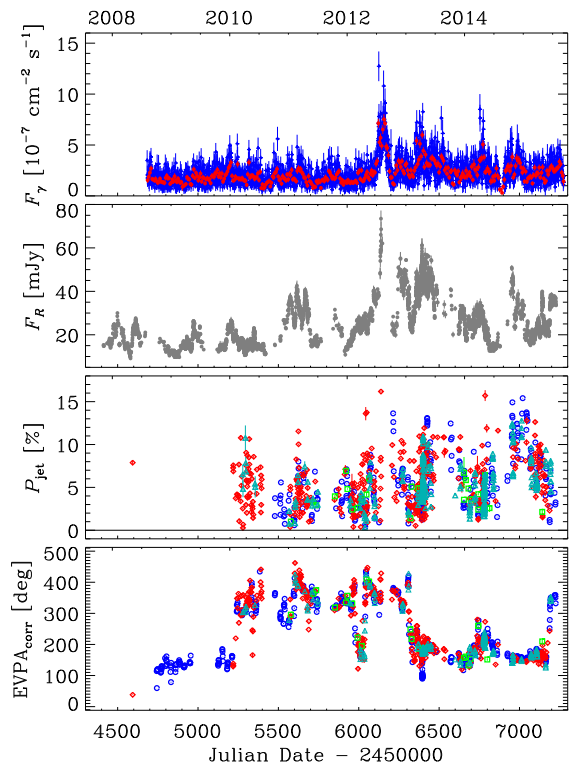 2008 2010 2012 2014
15
10
5
0
Fγ [10⁻⁷ cm⁻² s⁻¹]
80
60
40
20
F_R [mJy]
15
10
5
0
P_jet [%]
500
400
300
200
100
0
EVPA_corr [deg]
4500 5000 5500 6000 6500 7000
Julian Date − 2450000